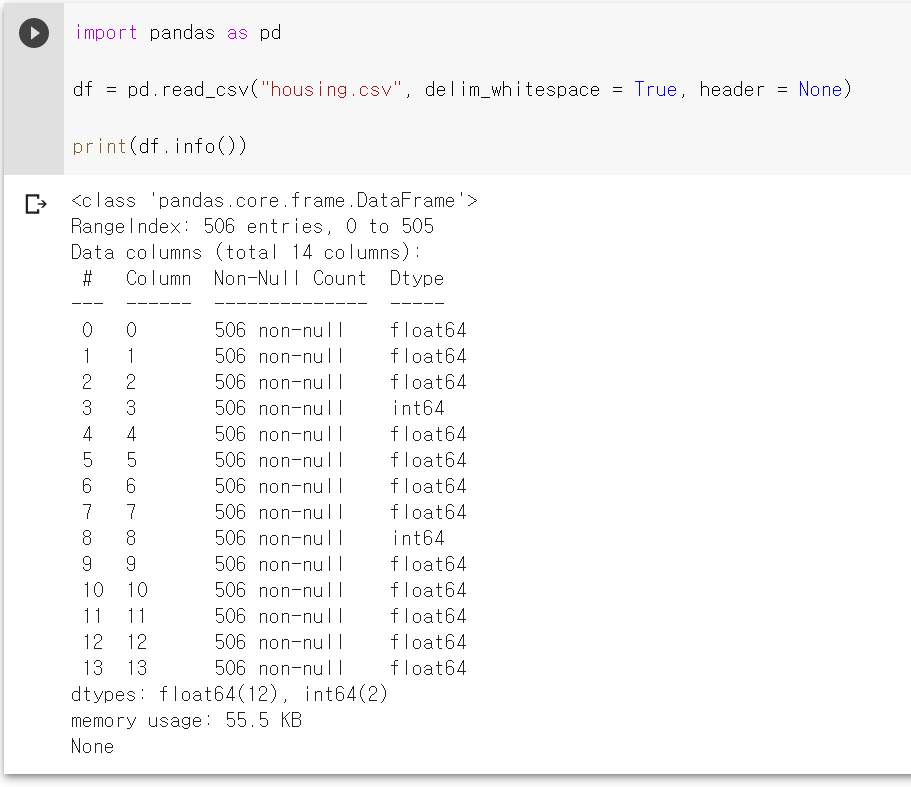 import pandas as pd
df = pd.read_csv("housing.csv", delim_whitespace = True, header = None)
print(df.info())
<class 'pandas.core.frame.DataFrame'>
RangeIndex: 506 entries, 0 to 505
Data columns (total 14 columns):
 #   Column  Non-Null Count  Dtype
---  ------  --------------  -----
 0   0       506 non-null    float64
 1   1       506 non-null    float64
 2   2       506 non-null    float64
 3   3       506 non-null    int64
 4   4       506 non-null    float64
 5   5       506 non-null    float64
 6   6       506 non-null    float64
 7   7       506 non-null    float64
 8   8       506 non-null    int64
 9   9       506 non-null    float64
 10  10      506 non-null    float64
 11  11      506 non-null    float64
 12  12      506 non-null    float64
 13  13      506 non-null    float64
dtypes: float64(12), int64(2)
memory usage: 55.5 KB
None